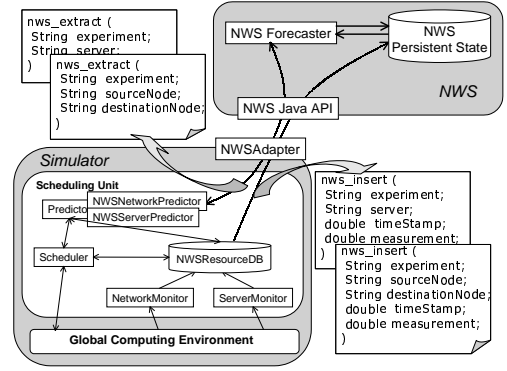 nws_extract (
String experiment;
String server;
)
nws_extract (
String experiment;
String sourceNode;
String destinationNode;
)
NWS Forecaster
NWS
Persistent State
NWS
NWS Java API
NWSAdapter
Simulator
Scheduling Unit
NWSNetworkPredictor
Predicto
NWSServerPredictor
Scheduler
NWSResourceDB
NetworkMonitor
ServerMonitor
Global Computing Environment
nws_insert (
String experiment;
String server;
double timeStamp;
double measurement;
)
nws_insert (
String experiment;
String sourceNode;
String destinationNode;
double timeStamp;
double measurement;
)